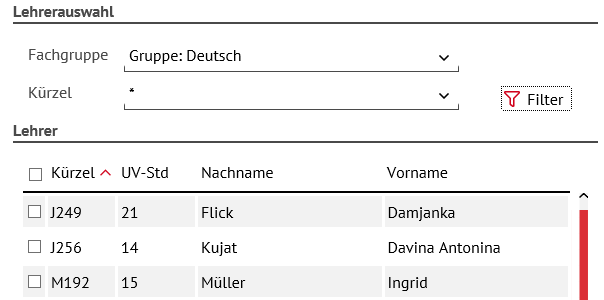 Lehrerauswahl
Fachgruppe Gruppe: Deutsch
Kürzel * Filter
Lehrer
Kürzel UV-Std Nachname Vorname
J249 21 Flick Damjanka
J256 14 Kujat Davina Antonina
M192 15 Müller Ingrid